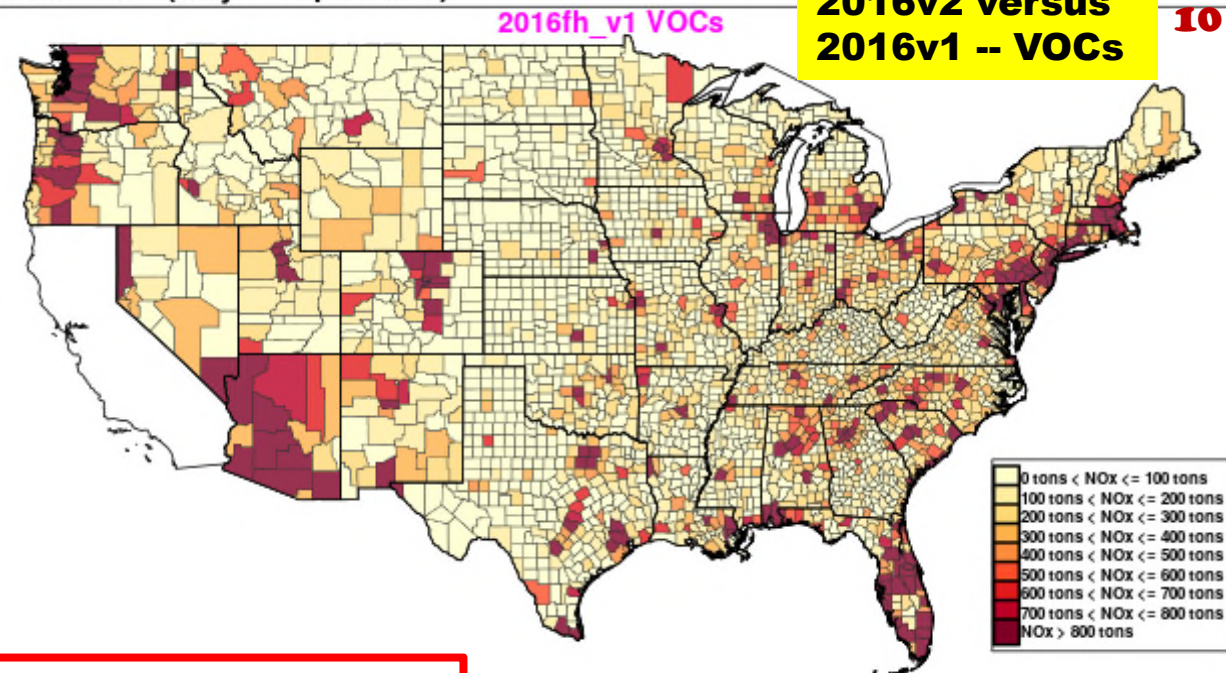 2016v2 versus
10
2016fh_v1 VOCs
2016v1 -- VOCs
0 tons < NOx <= 100 tons
100 tons < NOx <= 200 tons
200 tons < NOx <= 300 tons
300 tons < NOx <= 400 tons
400 tons < NOx <= 500 tons
500 tons < NOx <= 600 tons
600 tons < NOx <= 700 tons
700 tons < NOx <= 800 tons
NOx > 800 tons